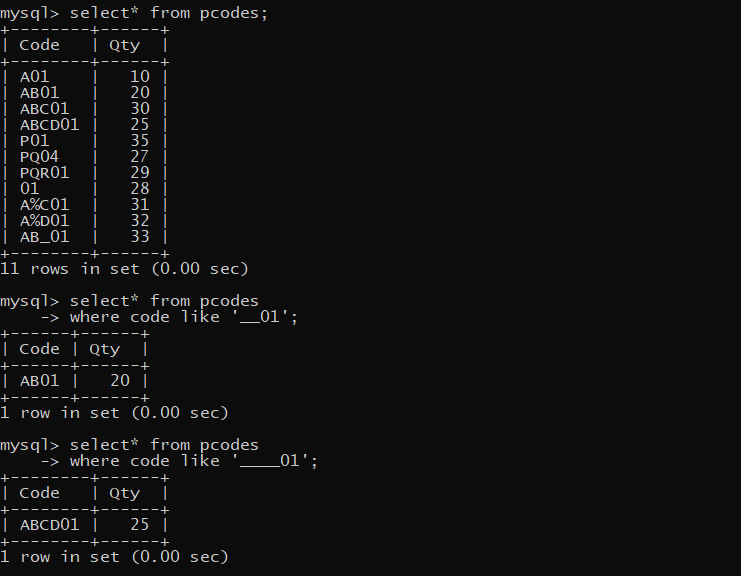 mysql> select* from pcodes;
+--------+------+
| Code   | Qty  |
+--------+------+
| A01    |   10 |
| AB01   |   20 |
| ABC01  |   30 |
| ABCD01 |   25 |
| P01    |   35 |
| PQ04   |   27 |
| PQR01  |   29 |
| 01     |   28 |
| A%C01  |   31 |
| A%D01  |   32 |
| AB_01  |   33 |
+--------+------+
11 rows in set (0.00 sec)
mysql> select* from pcodes
    -> where code like '__01';
+------+------+
| Code | Qty  |
+------+------+
| AB01 |   20 |
+------+------+
1 row in set (0.00 sec)
mysql> select* from pcodes
    -> where code like '____01';
+--------+------+
| Code   | Qty  |
+--------+------+
| ABCD01 |   25 |
+--------+------+
1 row in set (0.00 sec)